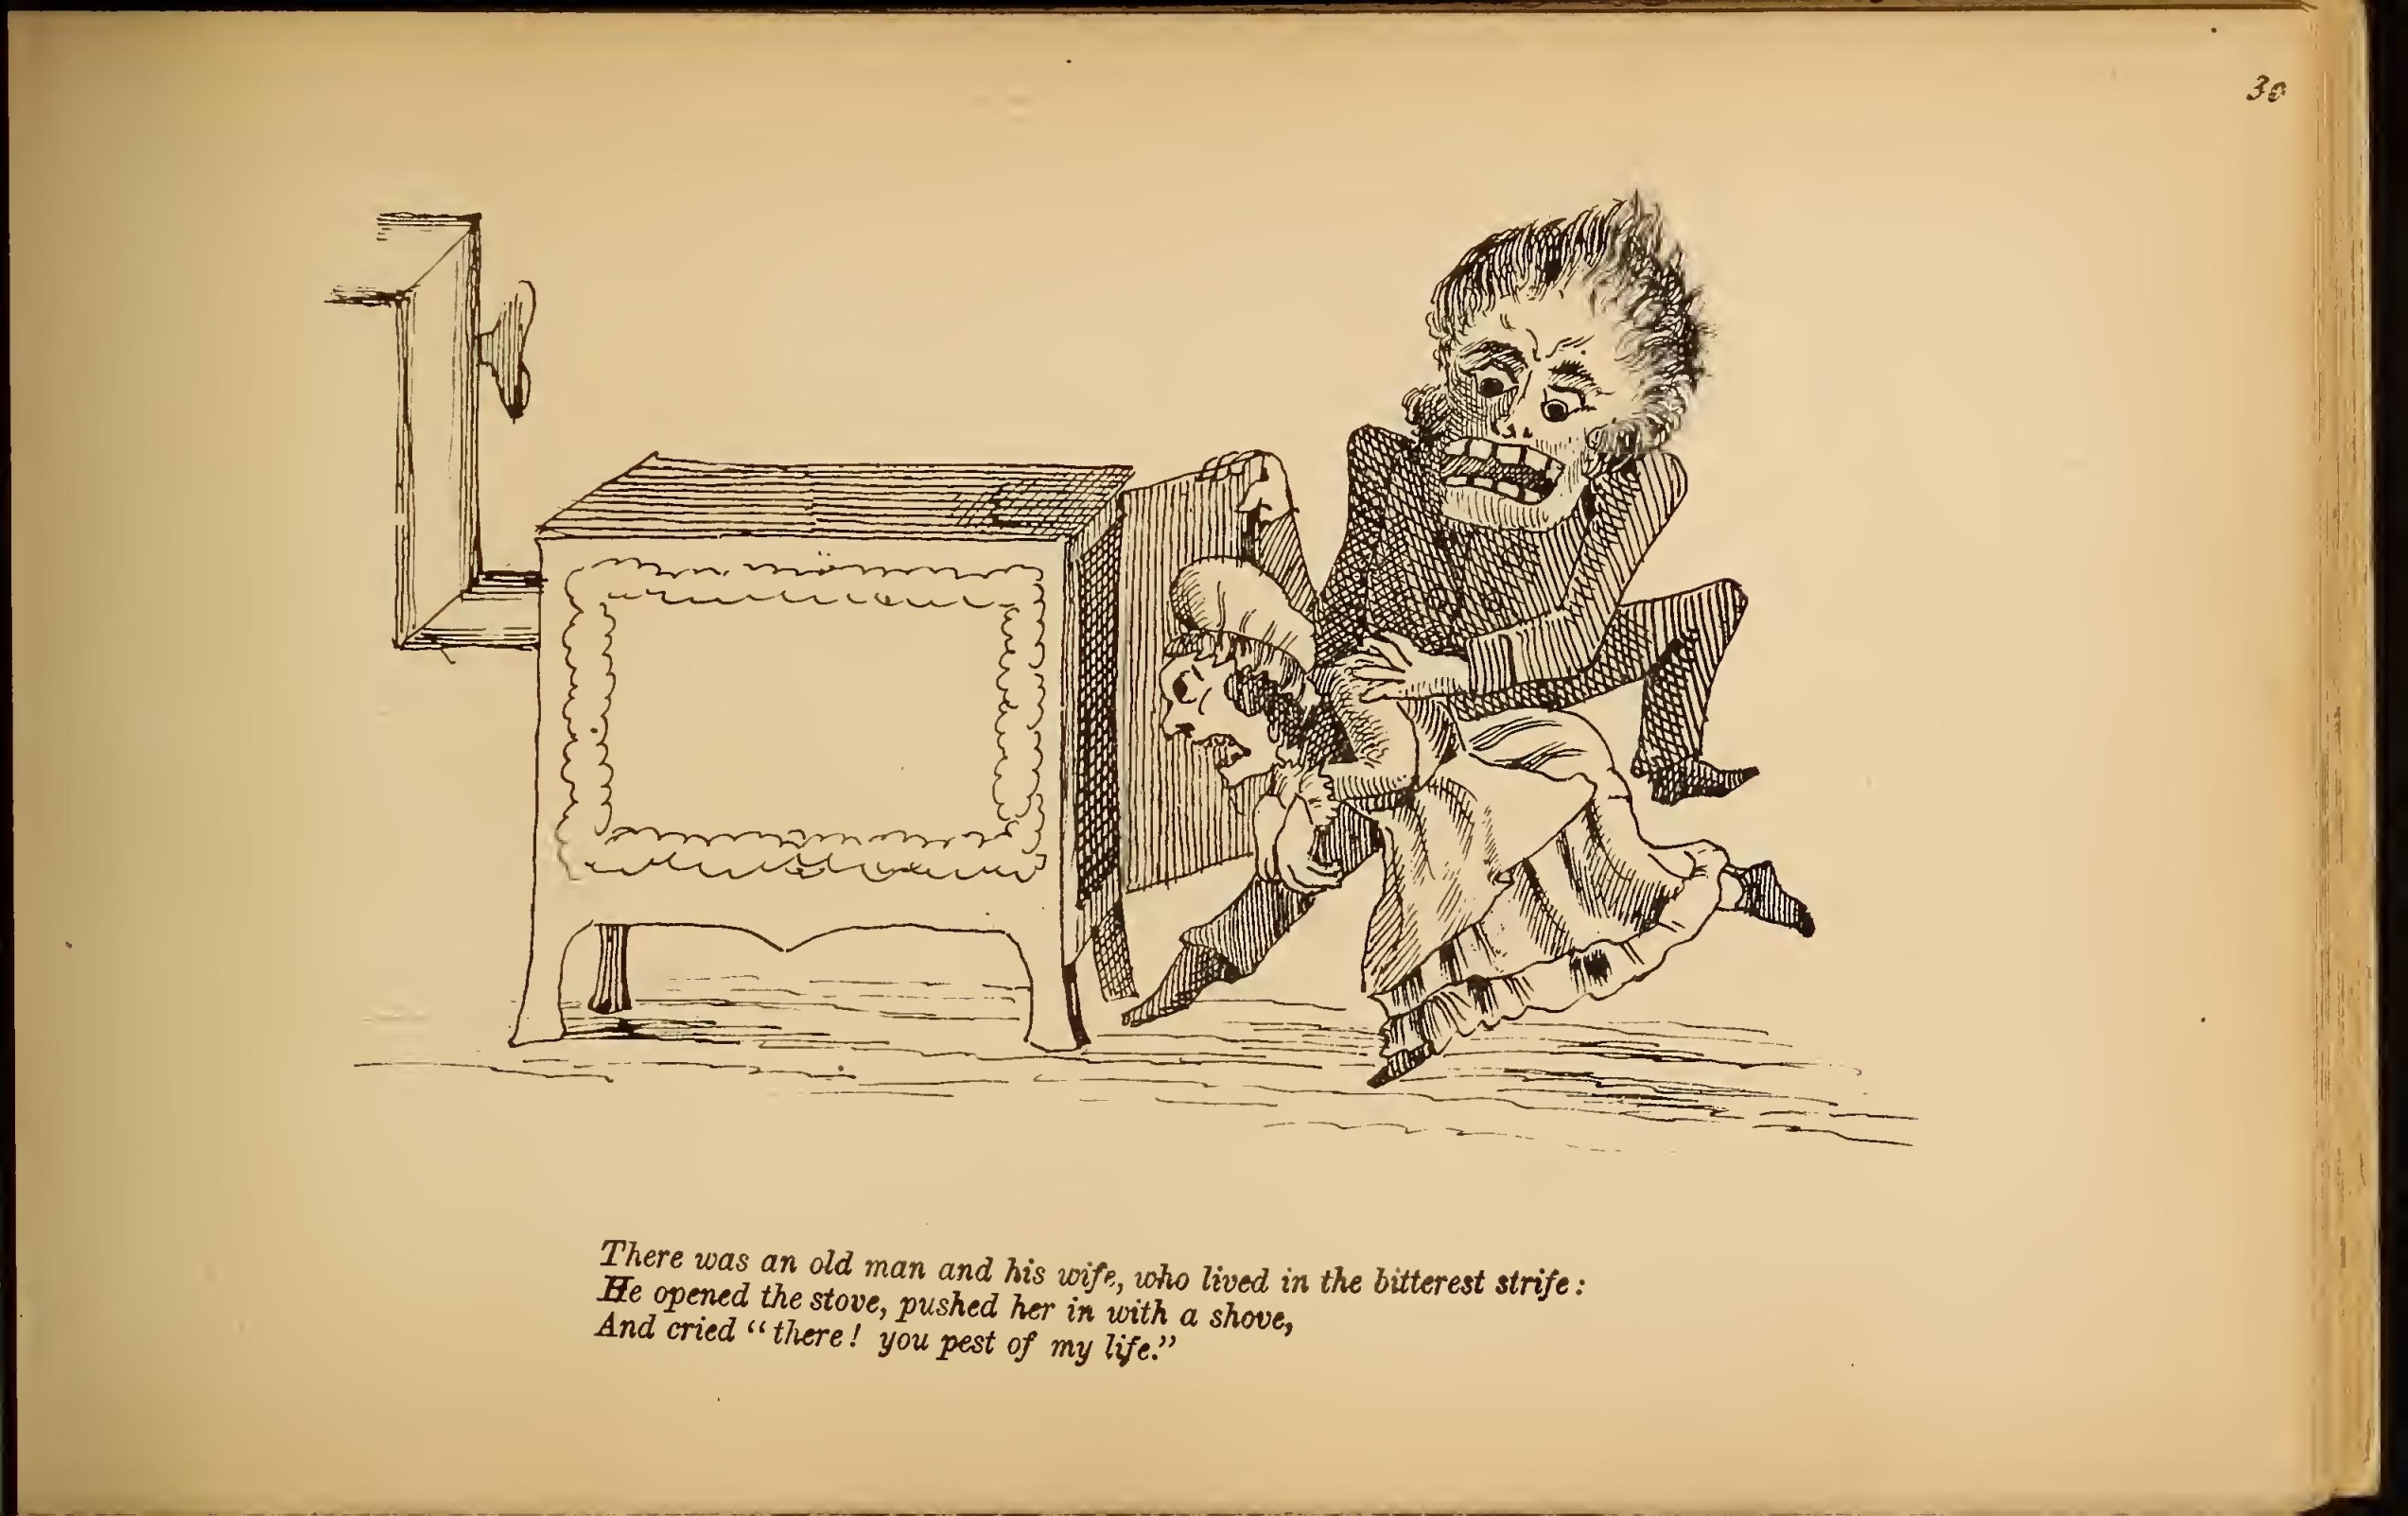 30
There was an old man and his wife, who lived in the bitterest strife:
He opened the stove, pushed her in with a shove,
And cried “there! you pest of my life.”